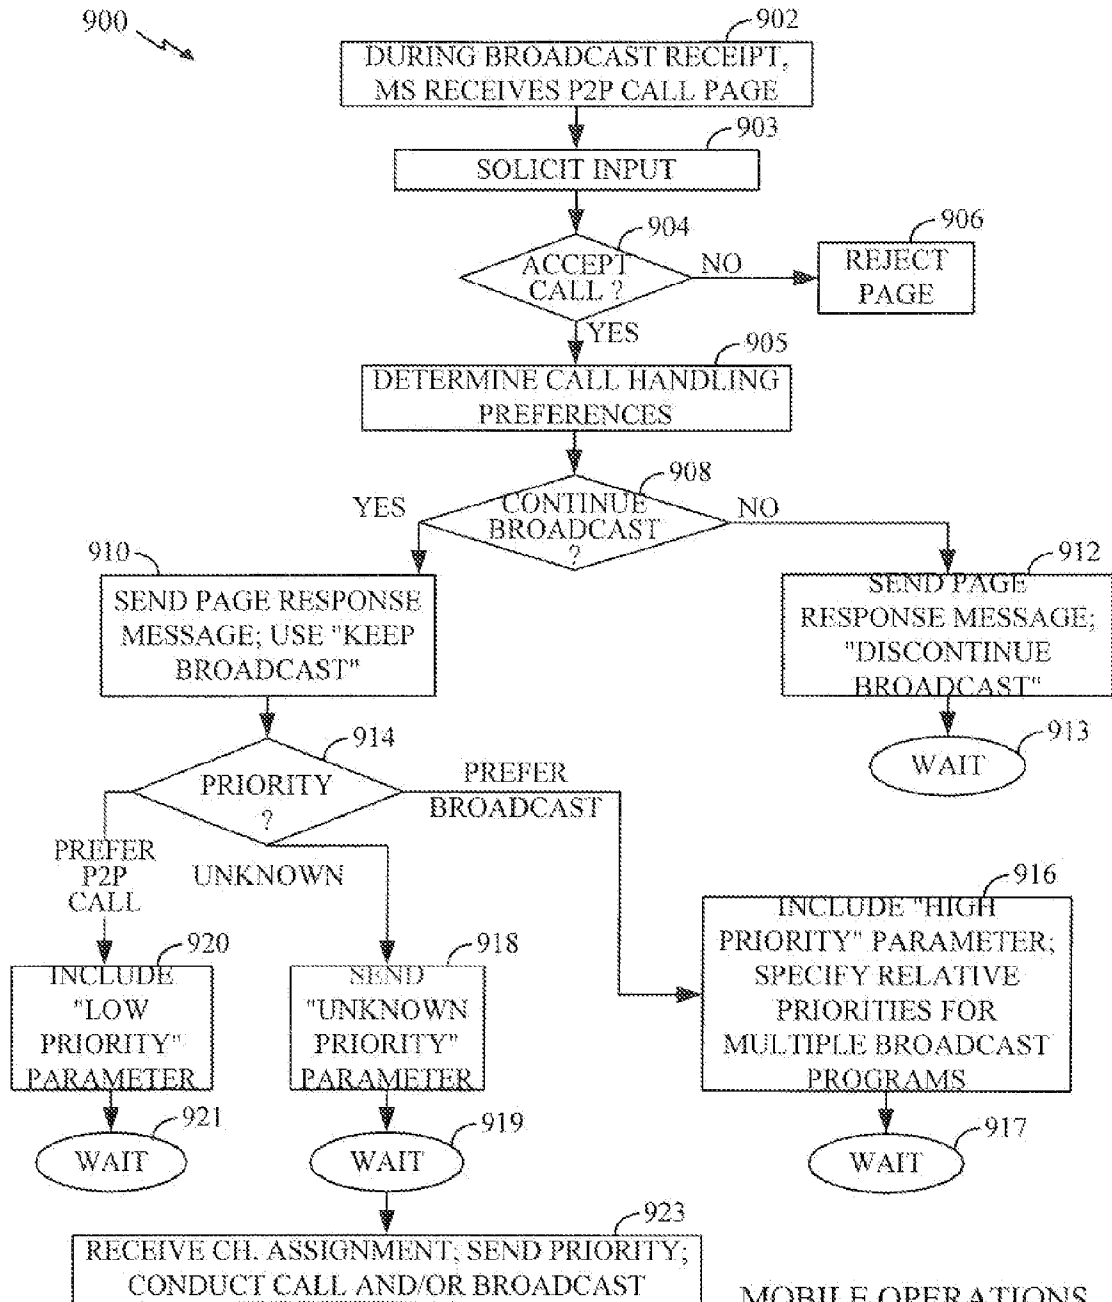 900
902
DURING BROADCAST RECEIPT,
MS RECEIVES P2P CALL PAGE
903
SOLICIT INPUT
904
ACCEPT
CALL ?
NO
906
REJECT
PAGE
YES
905
DETERMINE CALL HANDLING
PREFERENCES
908
CONTINUE
BROADCAST
?
YES
NO
910
SEND PAGE RESPONSE
MESSAGE; USE "KEEP
BROADCAST"
912
SEND PAGE
RESPONSE MESSAGE;
"DISCONTINUE
BROADCAST"
913
WAIT
914
PRIORITY
?
PREFER
BROADCAST
PREFER
P2P
CALL
UNKNOWN
916
INCLUDE "HIGH
PRIORITY" PARAMETER;
SPECIFY RELATIVE
PRIORITIES FOR
MULTIPLE BROADCAST
PROGRAMS
920
INCLUDE
"LOW
PRIORITY"
PARAMETER
918
SEND
"UNKNOWN
PRIORITY"
PARAMETER
921
WAIT
919
WAIT
917
WAIT
923
RECEIVE CH. ASSIGNMENT; SEND PRIORITY;
CONDUCT CALL AND/OR BROADCAST
MOBILE OPERATIONS